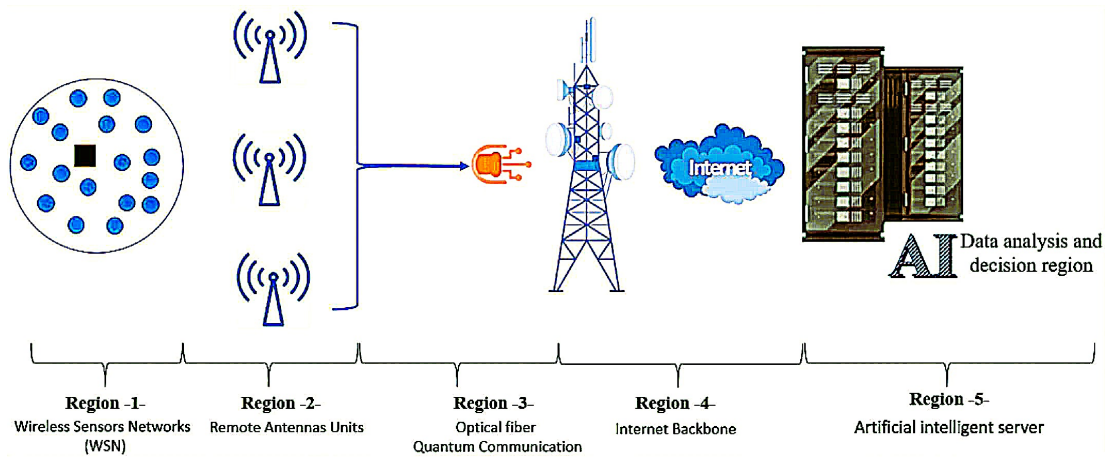 Internet
AI
Data analysis and
decision region
Region -1-
Wireless Sensors Networks
(WSN)
Region -2-
Remote Antennas Units
Region -3-
Optical fiber
Quantum Communication
Region -4-
Internet Backbone
Region -5-
Artificial intelligent server